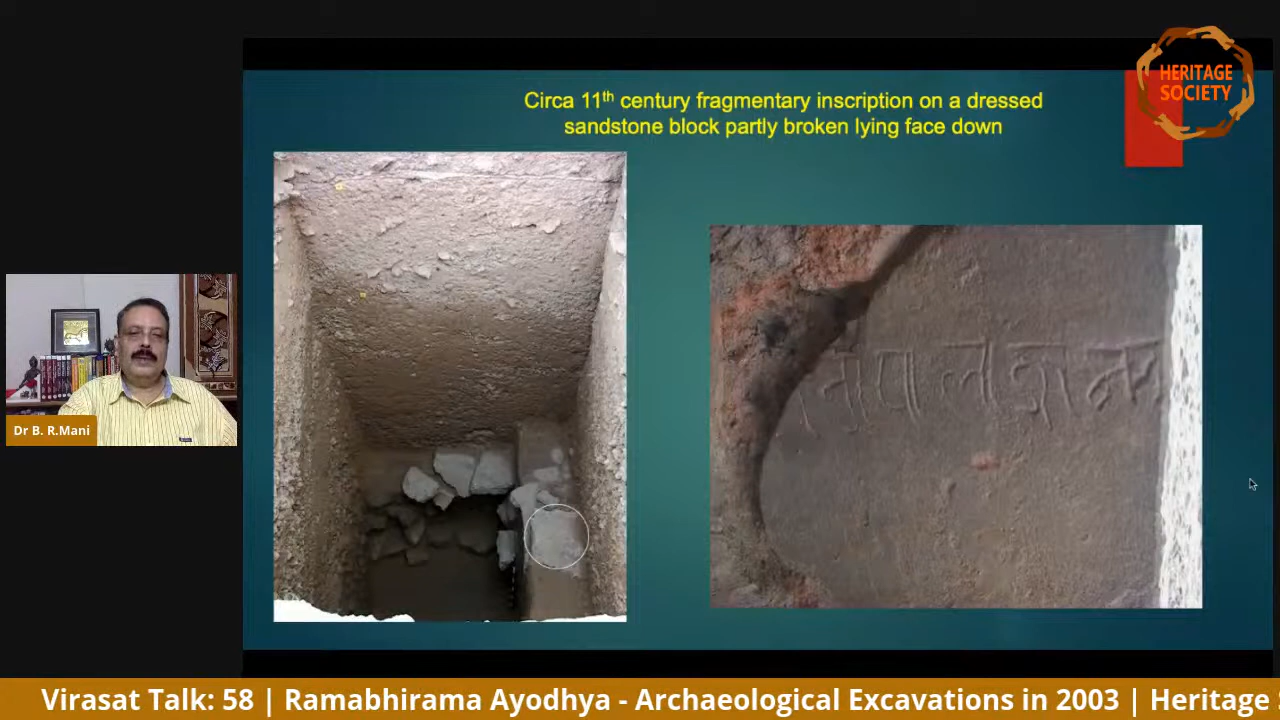 HERITAGE
SOCIETY
Circa 11th century fragmentary inscription on a dressed
sandstone block partly broken lying face down
Dr B. R.Mani
Virasat Talk: 58 | Ramabhirama Ayodhya - Archaeological Excavations in 2003 | Heritage